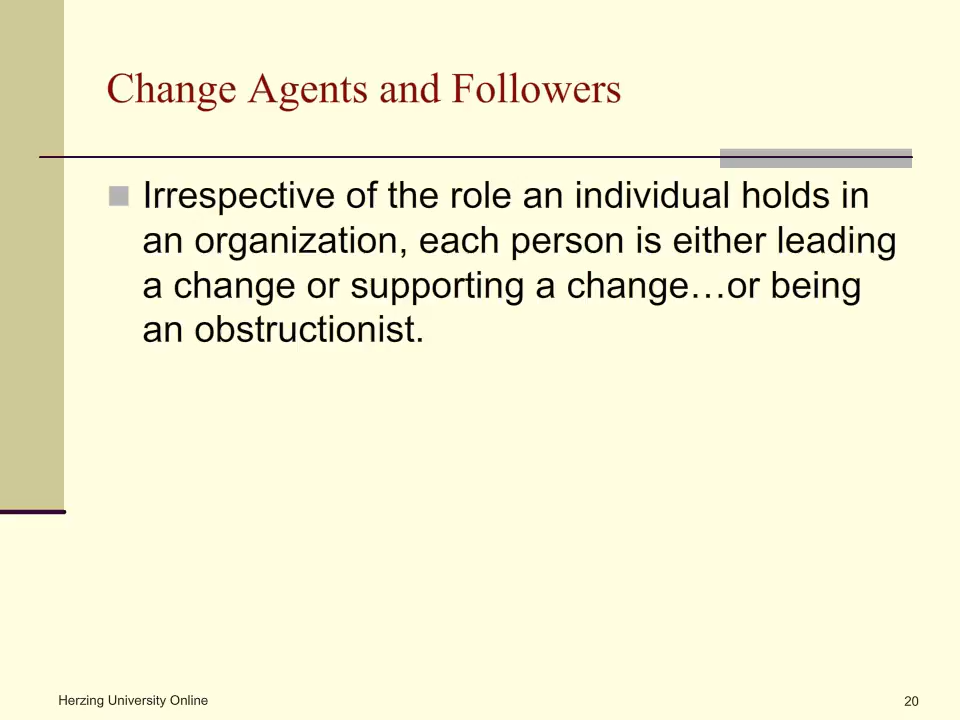 Change Agents and Followers
Irrespective of the role an individual holds in
an organization, each person is either leading
a change or supporting a change…or being
an obstructionist.
Herzing University Online
20